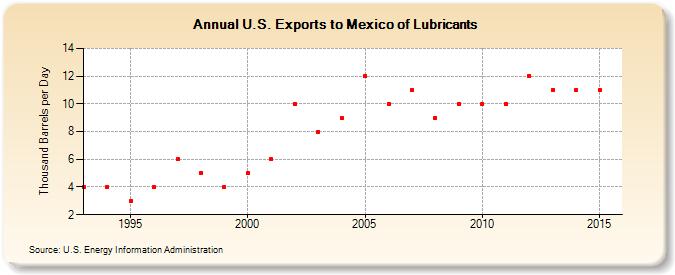 Annual U.S. Exports to Mexico of Lubricants
Thousand Barrels per Day
14
12
10
8
6
4
2
1995 2000 2005 2010 2015
Source: U.S. Energy Information Administration